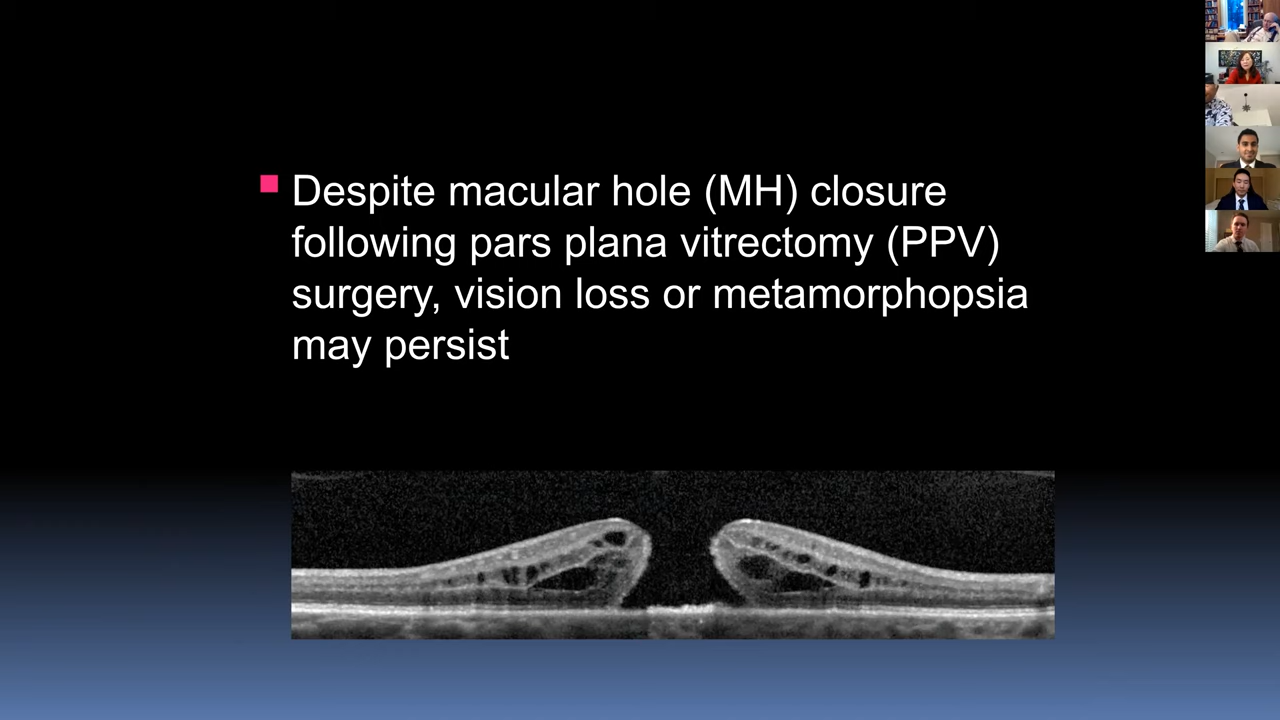 Despite macular hole (MH) closure
following pars plana vitrectomy (PPV)
surgery, vision loss or metamorphopsia
may persist